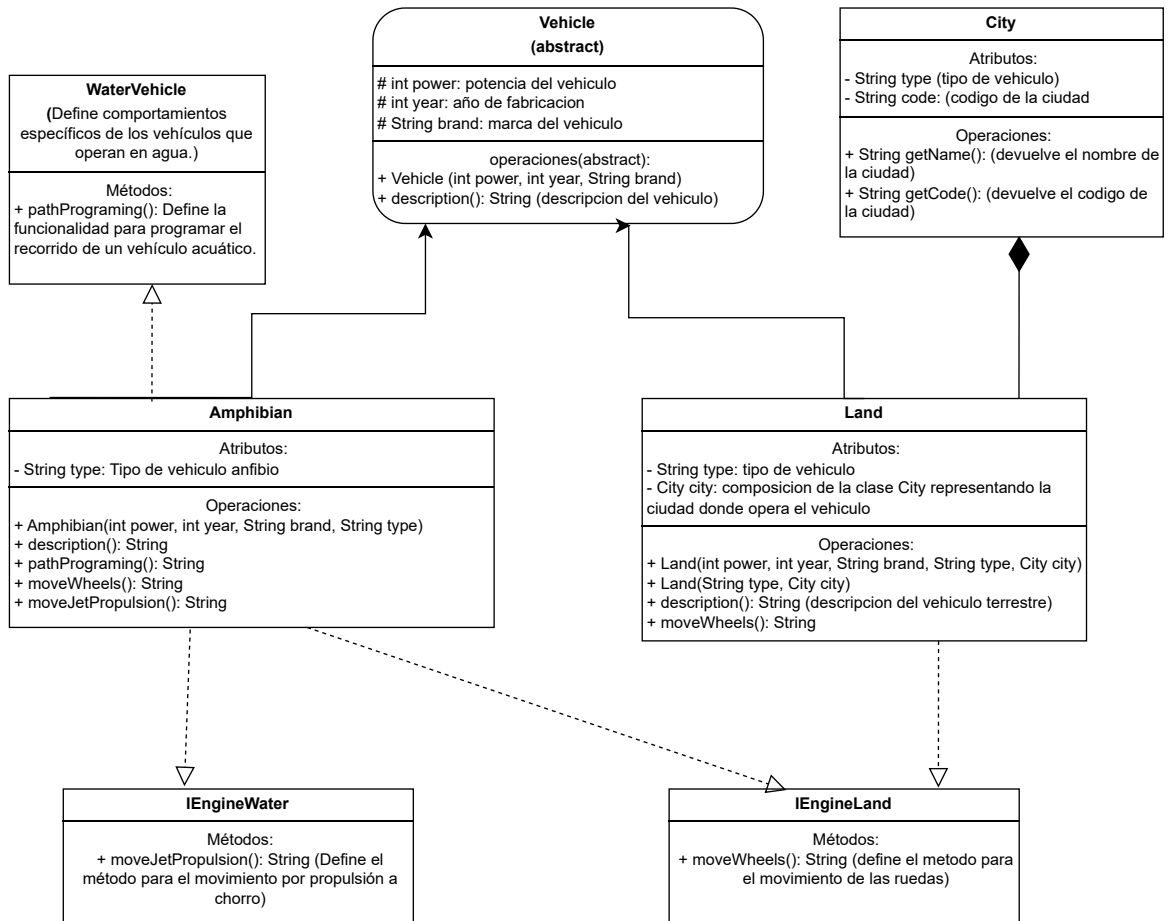 Vehicle
(abstract)
# int power: potencia del vehiculo
# int year: año de fabricacion
# String brand: marca del vehiculo
operaciones(abstract):
+ Vehicle (int power, int year, String brand)
+ description(): String (descripcion del vehiculo)
City
Atributos:
- String type (tipo de vehiculo)
- String code: (codigo de la ciudad
Operaciones:
+ String getName(): (devuelve el nombre de
la ciudad)
+ String getCode(): (devuelve el codigo de
la ciudad)
WaterVehicle
(Define comportamientos
específicos de los vehículos que
operan en agua.)
Métodos:
+ pathPrograming(): Define la
funcionalidad para programar el
recorrido de un vehículo acuático.
Amphibian
Atributos:
- String type: Tipo de vehiculo anfibio
Operaciones:
+ Amphibian(int power, int year, String brand, String type)
+ description(): String
+ pathPrograming(): String
+ moveWheels(): String
+ moveJetPropulsion(): String
Land
Atributos:
- String type: tipo de vehiculo
- City city: composicion de la clase City representando la
ciudad donde opera el vehiculo
Operaciones:
+ Land(int power, int year, String brand, String type, City city)
+ Land(String type, City city)
+ description(): String (descripcion del vehiculo terrestre)
+ moveWheels(): String
IEngineWater
Métodos:
+ moveJetPropulsion(): String (Define el
método para el movimiento por propulsión a
chorro)
IEngineLand
Métodos:
+ moveWheels(): String (define el metodo para
el movimiento de las ruedas)